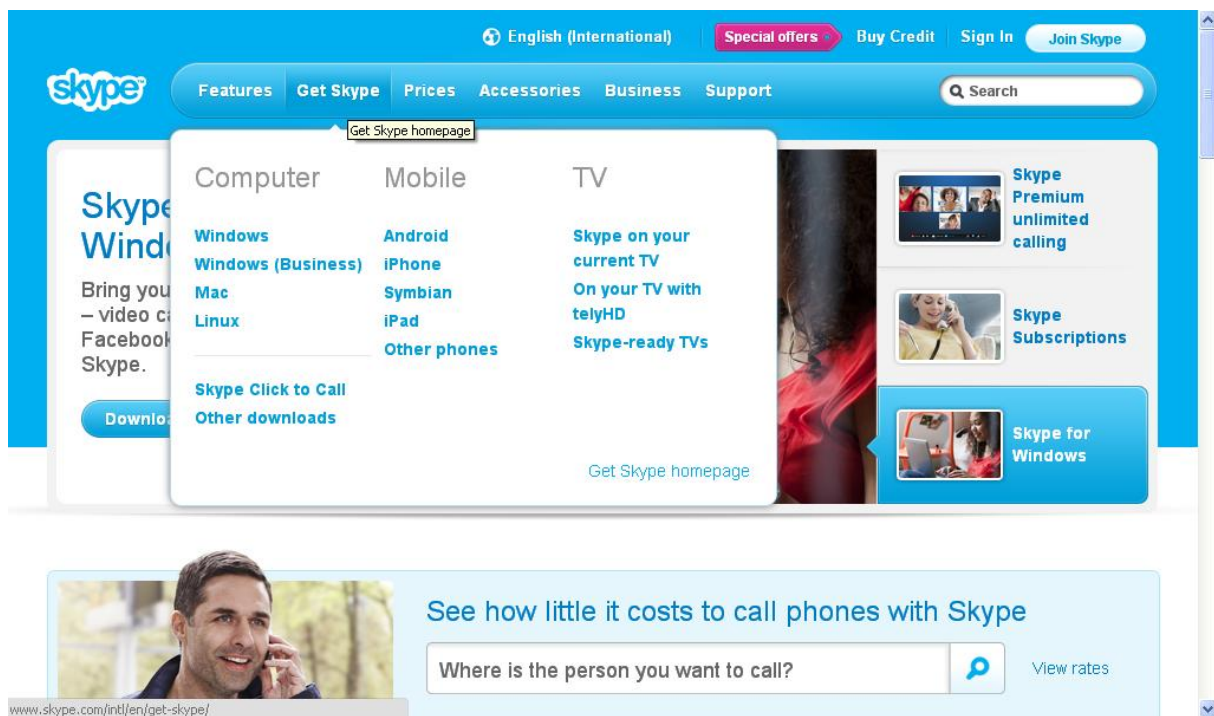 English (International)
Special offers
Buy Credit
Sign In
Join Skype
skype
Features
Get Skype
Prices
Accessories
Business
Support
Search
Get Skype homepage
Computer
Windows
Windows (Business)
Mac
Linux
Skype Click to Call
Other downloads
Mobile
Android
iPhone
Symbian
iPad
Other phones
TV
Skype on your
current TV
On your TV with
telyHD
Skype-ready TVs
Get Skype homepage
Skype
Bring you
– video
Facebook
Skype.
Skype
Premium
unlimited
calling
Skype
Subscriptions
Skype for
Windows
See how little it costs to call phones with Skype
Where is the person you want to call?
View rates
www.skype.com/intl/en/get-skype/